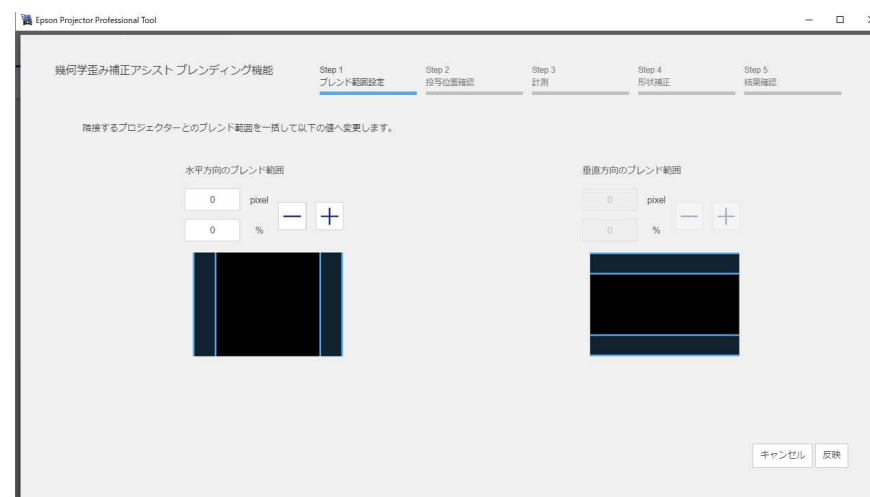 Epson Projector Professional Tool
幾何学歪み補正アシスト ブレンディング機能
Step 1
ブレンド範囲設定
Step 2
投写位置確認
Step 3
計測
Step 4
形状補正
Step 5
結果確認
隣接するプロジェクターとのブレンド範囲を一括して以下の値へ変更します。
水平方向のブレンド範囲
0 pixel
0 %
垂直方向のブレンド範囲
0 pixel
0 %
キャンセル 反映